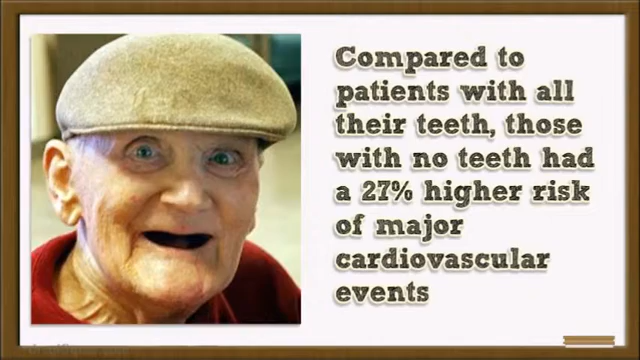 Compared to
patients with all
their teeth, those
with no teeth had
a 27% higher risk
of major
cardiovascular
events